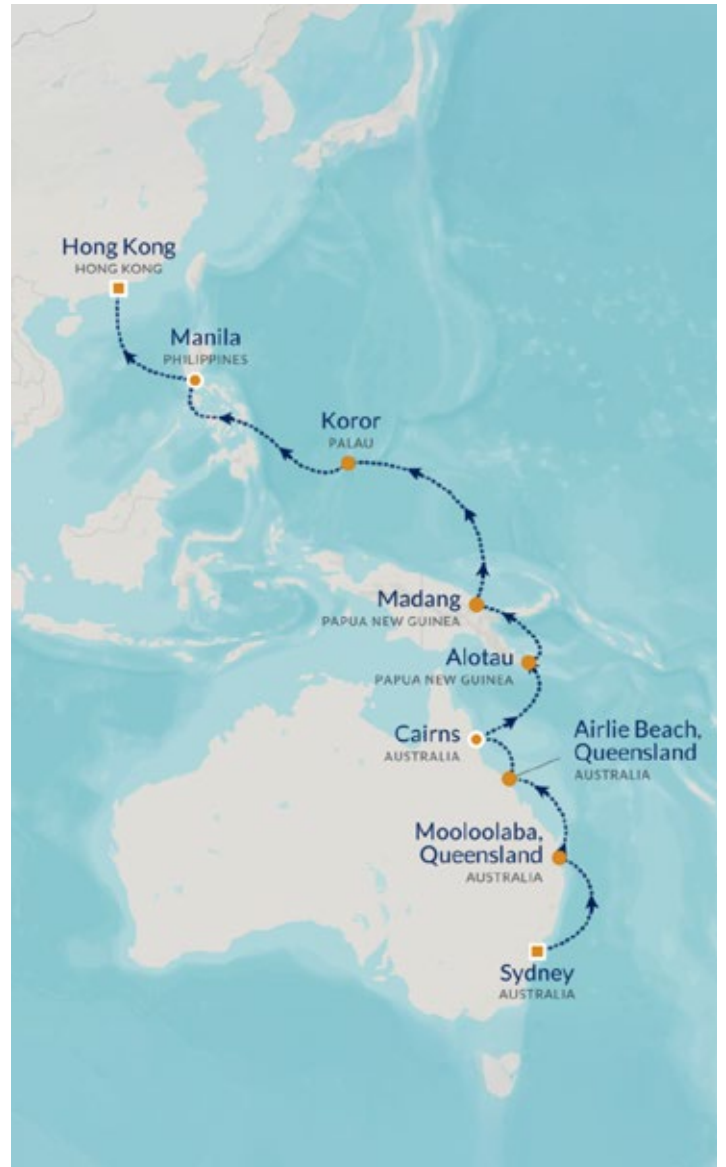 Hong Kong
HONG KONG
Manila
PHILIPPINES
Koror
PALAU
Madang
PAPUA NEW GUINEA
Alotau
PAPUA NEW GUINEA
Cairns
AUSTRALIA
Airlie Beach,
Queensland
AUSTRALIA
Mooloolaba,
Queensland
AUSTRALIA
Sydney
AUSTRALIA